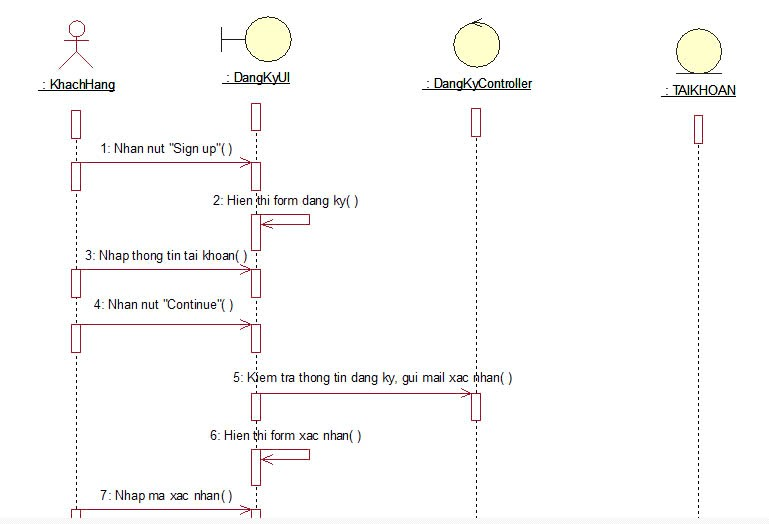 : KhachHang
: DangKyUI
: DangKyController
: TAIKHOAN
1: Nhan nut "Sign up"( )
2: Hien thi form dang ky( )
3: Nhap thong tin tai khoan( )
4: Nhan nut "Continue"( )
5: Kiem tra thong tin dang ky, gui mail xac nhan( )
6: Hien thi form xac nhan( )
7: Nhap ma xac nhan( )